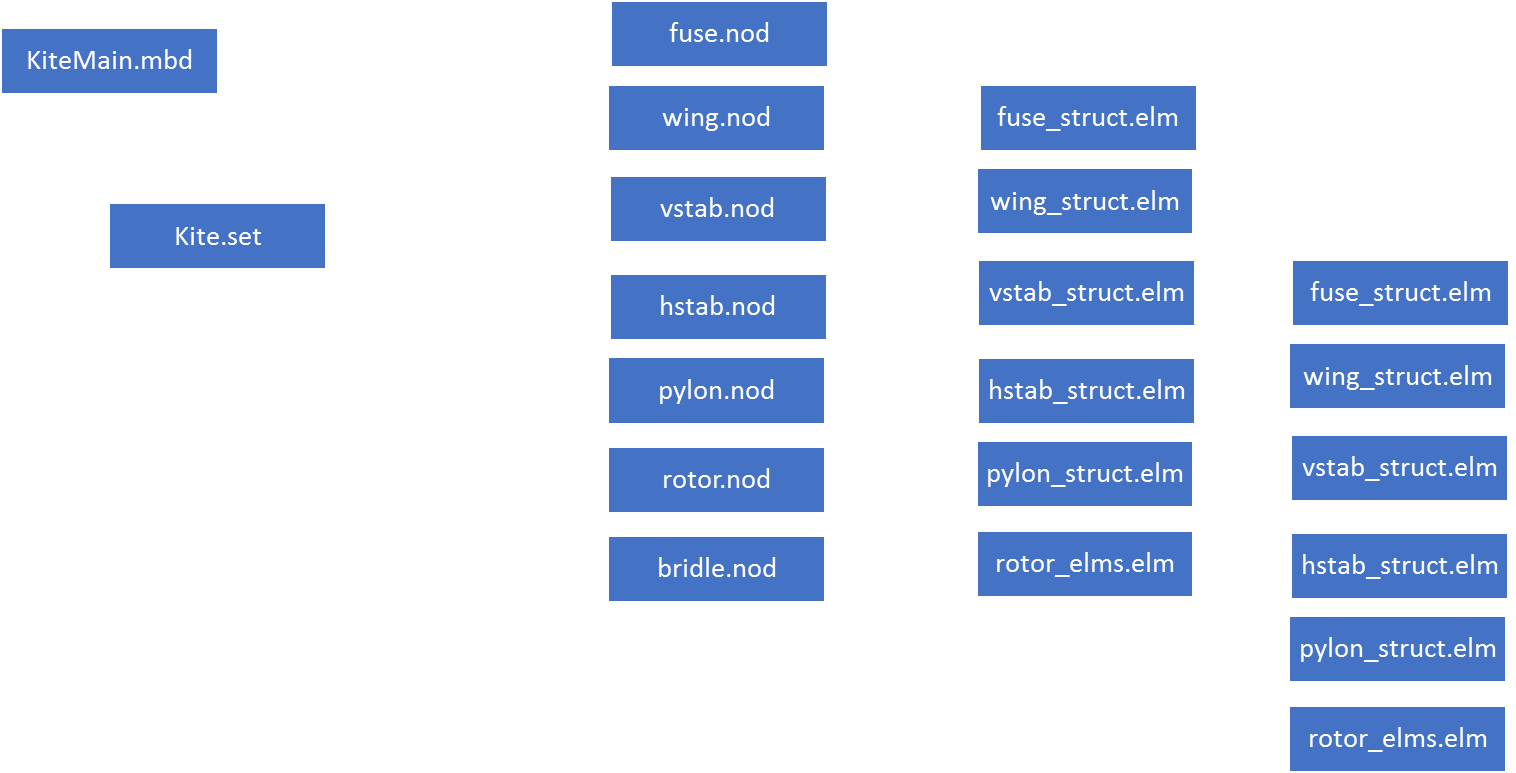 KiteMain.mbd
Kite.set
fuse.nod
wing.nod
vstab.nod
hstab.nod
pylon.nod
rotor.nod
bridle.nod
fuse_struct.elm
wing_struct.elm
vstab_struct.elm
hstab_struct.elm
pylon_struct.elm
rotor_elms.elm
fuse_struct.elm
wing_struct.elm
vstab_struct.elm
hstab_struct.elm
pylon_struct.elm
rotor_elms.elm